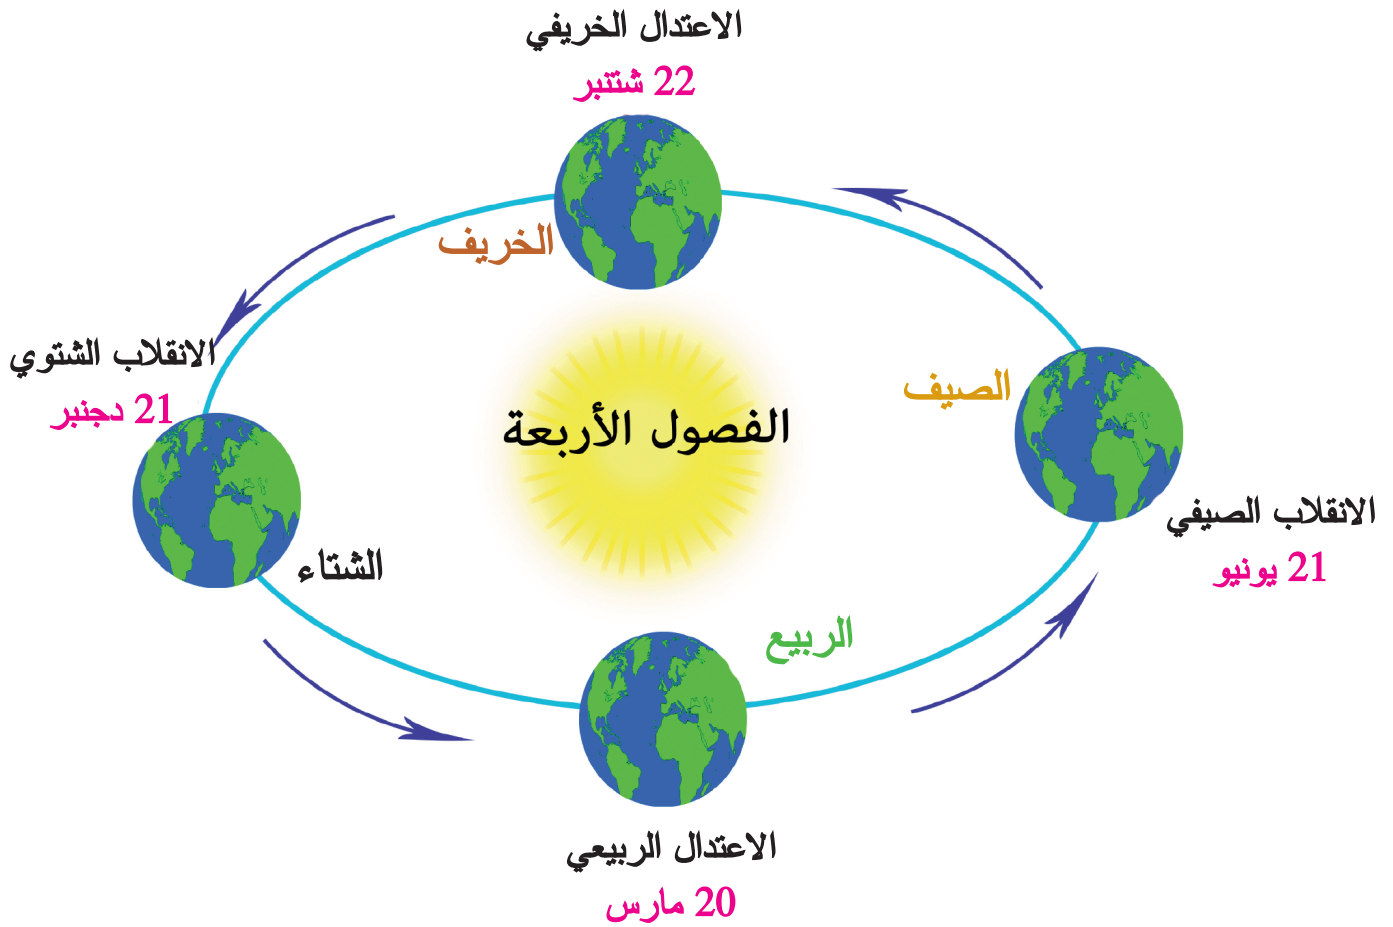 الاعتدال الخريفي
22 شتنبر
الخريف
الانقلاب الشتوي
21 دجنبر
الصيف
الفصول الأربعة
الانقلاب الصيفي
21 يونيو
الشتاء
الربيع
الاعتدال الربيعي
20 مارس